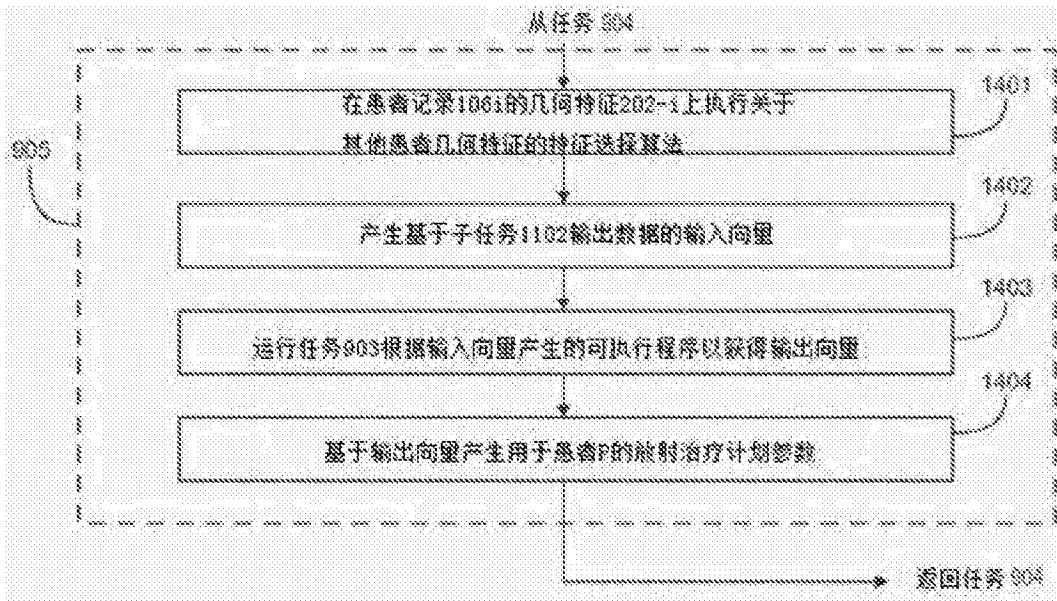 从任务 904
在患者记录106i的几何特征202-i上执行关于
其他患者几何特征的特征选择算法
1401
905
产生基于子任务1102输出数据的输入向量
1402
运行任务903根据输入向量产生的可执行程序以获得输出向量
1403
基于输出向量产生用于患者P的放射治疗计划参数
1404
返回任务 904